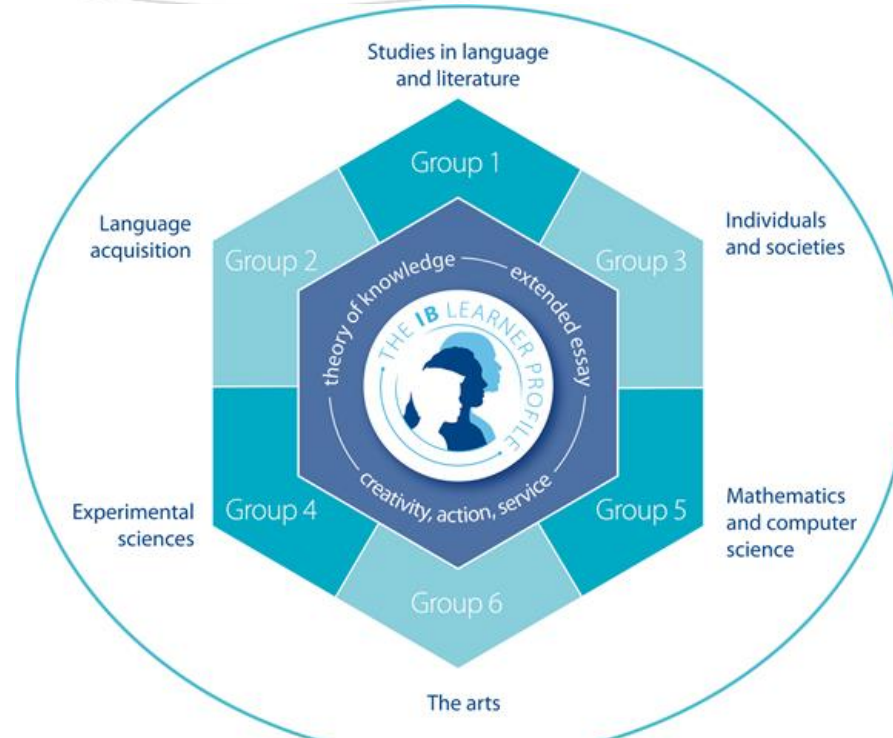 Studies in language
and literature
Group 1
Language
acquisition
Group 2
Individuals
and societies
Group 3
theory of knowledge
extended essay
THE IB LEARNER PROFILE
creativity, action, service
Experimental
sciences
Group 4
Mathematics
and computer
science
Group 5
Group 6
The arts